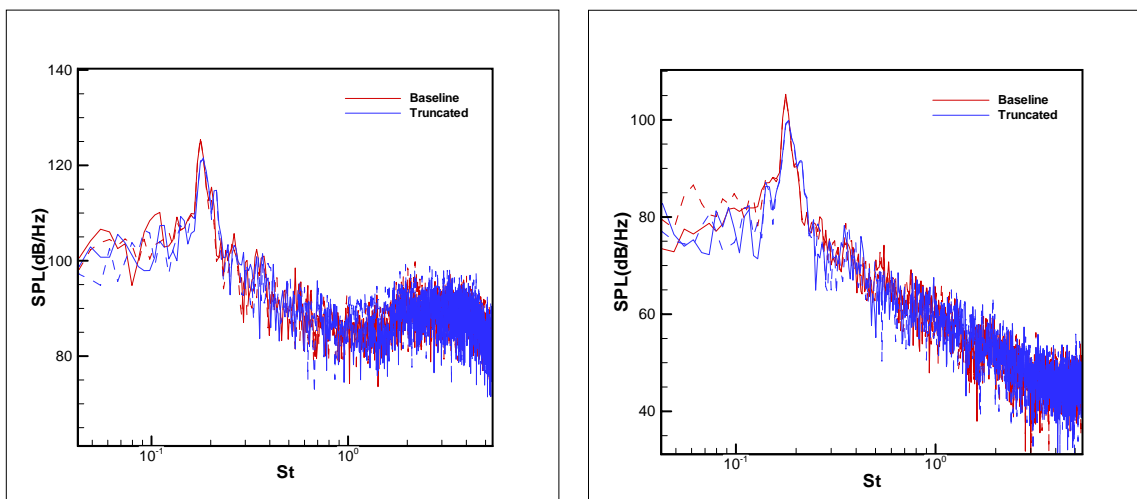 140
120
100
80
SPL(dB/Hz)
Baseline
Truncated
10-1
100
St
100
80
60
40
SPL(dB/Hz)
Baseline
Truncated
10-1
100
St